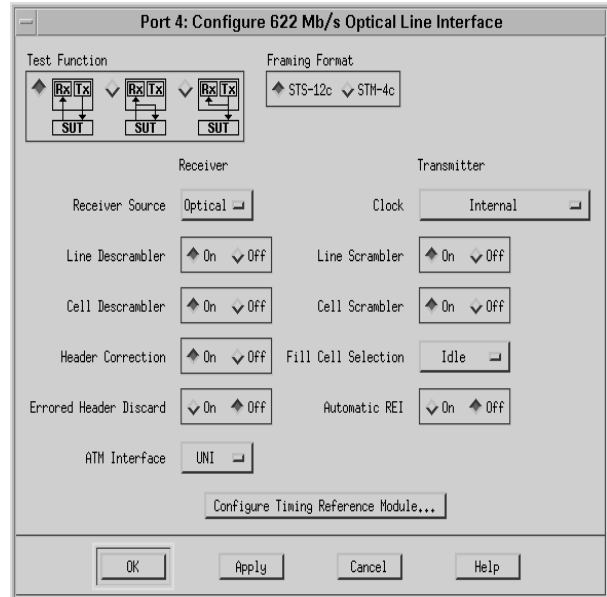 Port 4: Configure 622 Mb/s Optical Line Interface
Test Function Framing Format
Rx Tx Rx Tx Rx Tx STS-12c STM-4c
SUT SUT SUT
Receiver Transmitter
Receiver Source Optical Clock Internal
Line Descrambler On Off Line Scrambler On Off
Cell Descrambler On Off Cell Scrambler On Off
Header Correction On Off Fill Cell Selection Idle
Errored Header Discard On Off Automatic REI On Off
ATM Interface UNI
Configure Timing Reference Module...
OK Apply Cancel Help